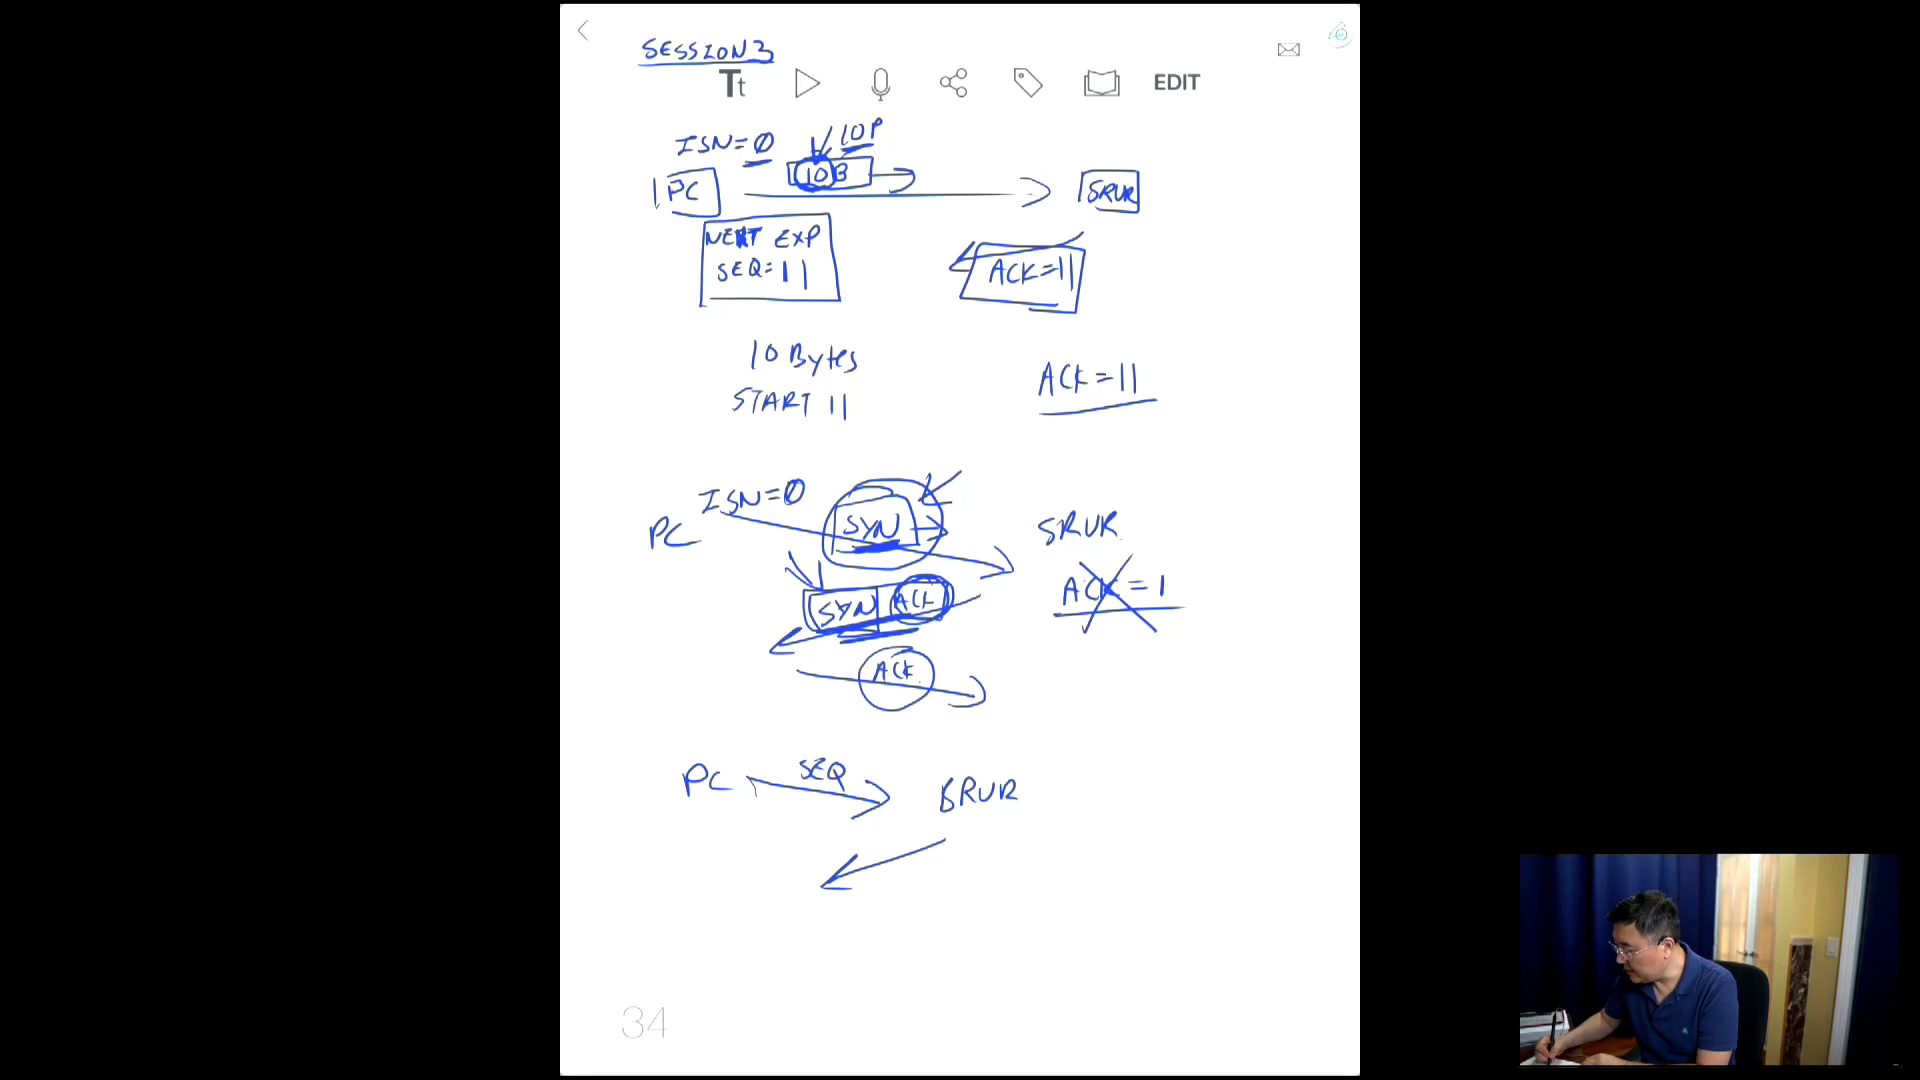 SESSION 3
Tt EDIT
ISN=0 10P
10B
PC SRVR
NEXT EXP
SEQ=11
ACK=11
10 Bytes
START 11
ACK=11
ISN=0
SYN
PC SRVR
SYN ACK
ACK=1
ACK
PC SEQ SRVR
34